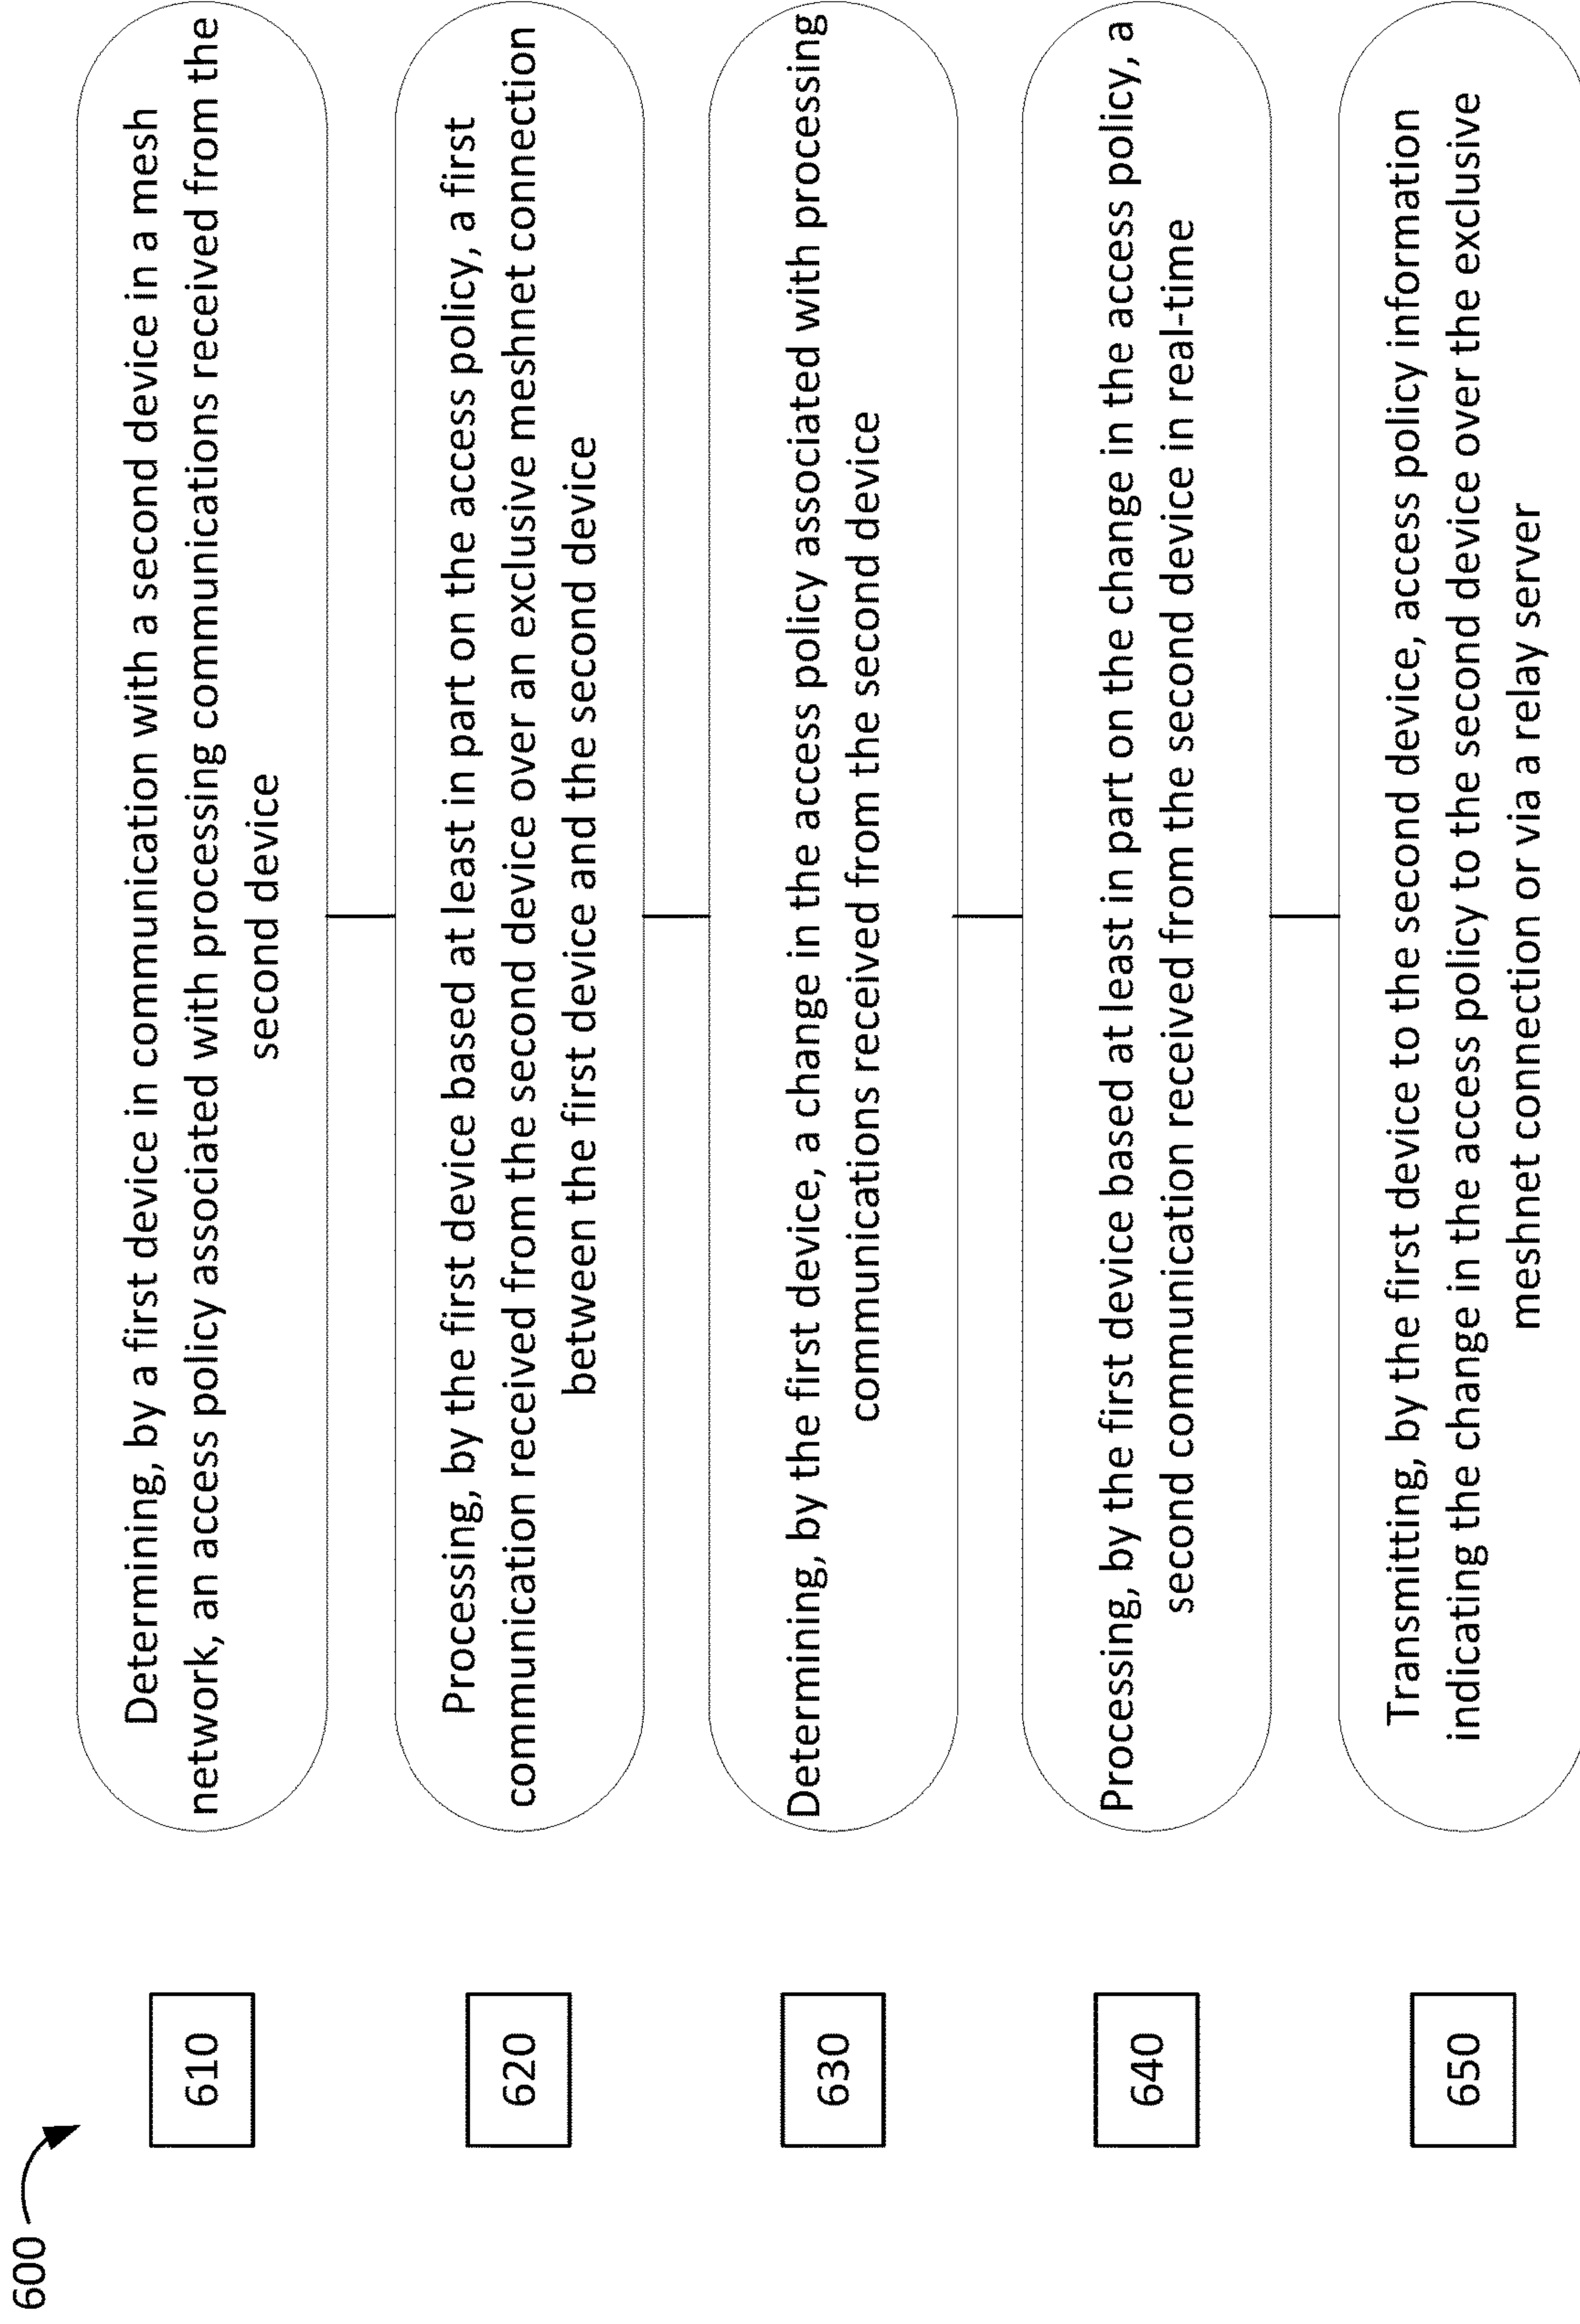 600
610
Determining, by a first device in communication with a second device in a mesh
network, an access policy associated with processing communications received from the
second device
620
Processing, by the first device based at least in part on the access policy, a first
communication received from the second device over an exclusive meshnet connection
between the first device and the second device
630
Determining, by the first device, a change in the access policy associated with processing
communications received from the second device
640
Processing, by the first device based at least in part on the change in the access policy, a
second communication received from the second device in real-time
650
Transmitting, by the first device to the second device, access policy information
indicating the change in the access policy to the second device over the exclusive
meshnet connection or via a relay server